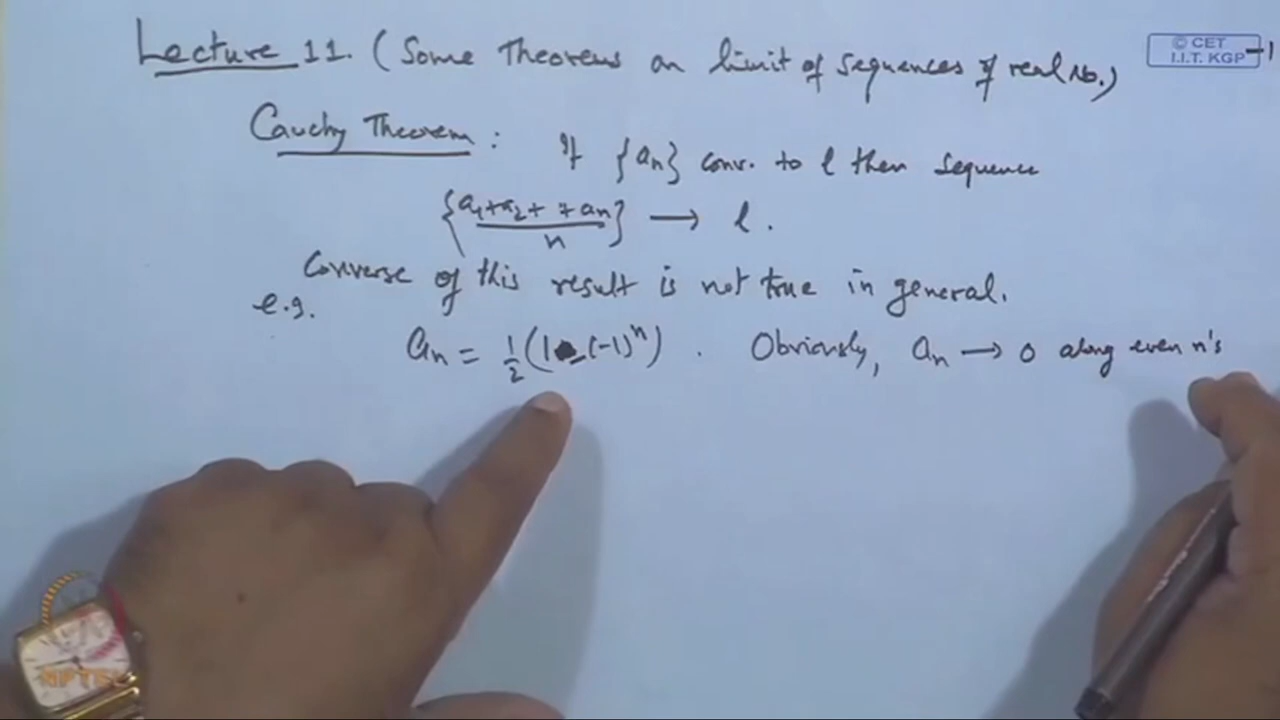 Lecture 11. (Some Theorems on limit of sequences of real No.)
© CET
I.I.T. KGP
-1
Cauchy Theorem : If {an} conv. to l then sequence
{a1+a2+ +an / n} → l.
Converse of this result is not true in general.
e.g.
an = 1/2 (1 - (-1)^n) . Obviously, an → 0 along even n's
NPTEL